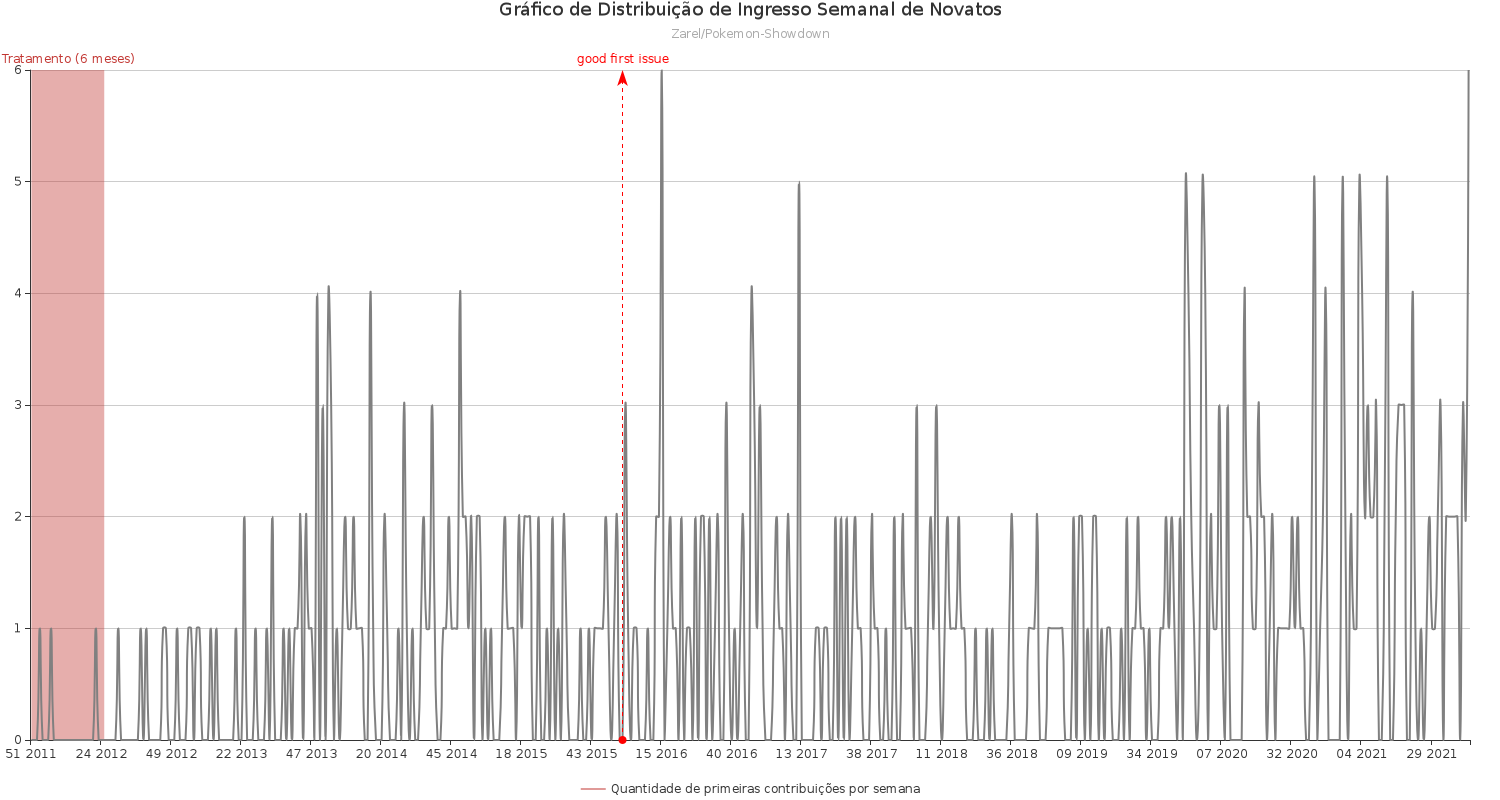 Gráfico de Distribuição de Ingresso Semanal de Novatos
Zarel/Pokemon-Showdown
Tratamento (6 meses)
good first issue
6
5
4
3
2
1
0
51 2011 24 2012 49 2012 22 2013 47 2013 20 2014 45 2014 18 2015 43 2015 15 2016 40 2016 13 2017 38 2017 11 2018 36 2018 09 2019 34 2019 07 2020 32 2020 04 2021 29 2021
Quantidade de primeiras contribuições por semana